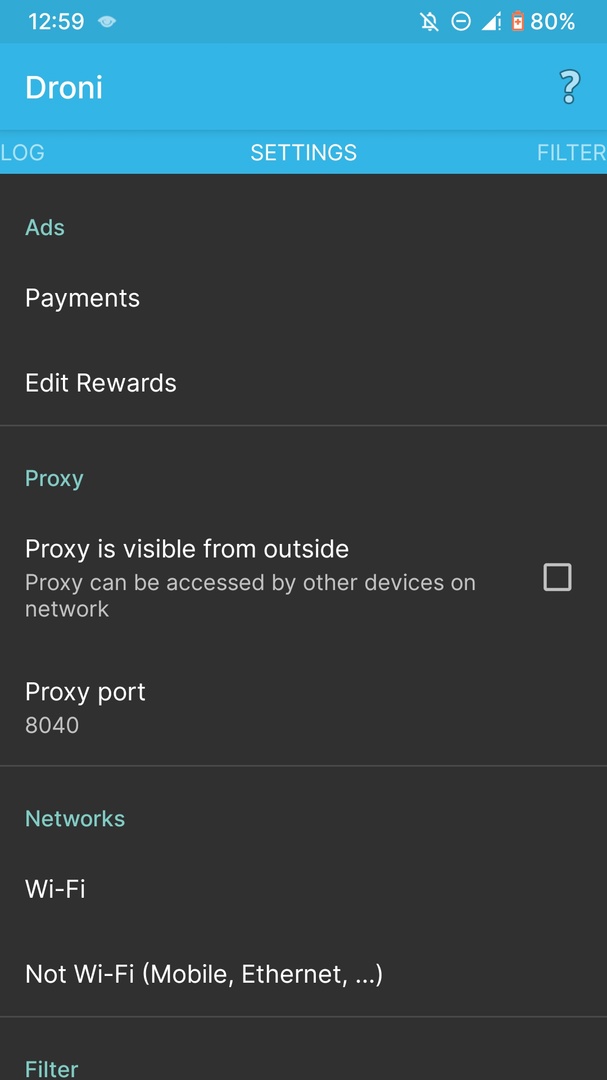 12:59
80%
Droni
?
LOG SETTINGS FILTER
Ads
Payments
Edit Rewards
Proxy
Proxy is visible from outside
Proxy can be accessed by other devices on
network
Proxy port
8040
Networks
Wi-Fi
Not Wi-Fi (Mobile, Ethernet, ...)
Filter